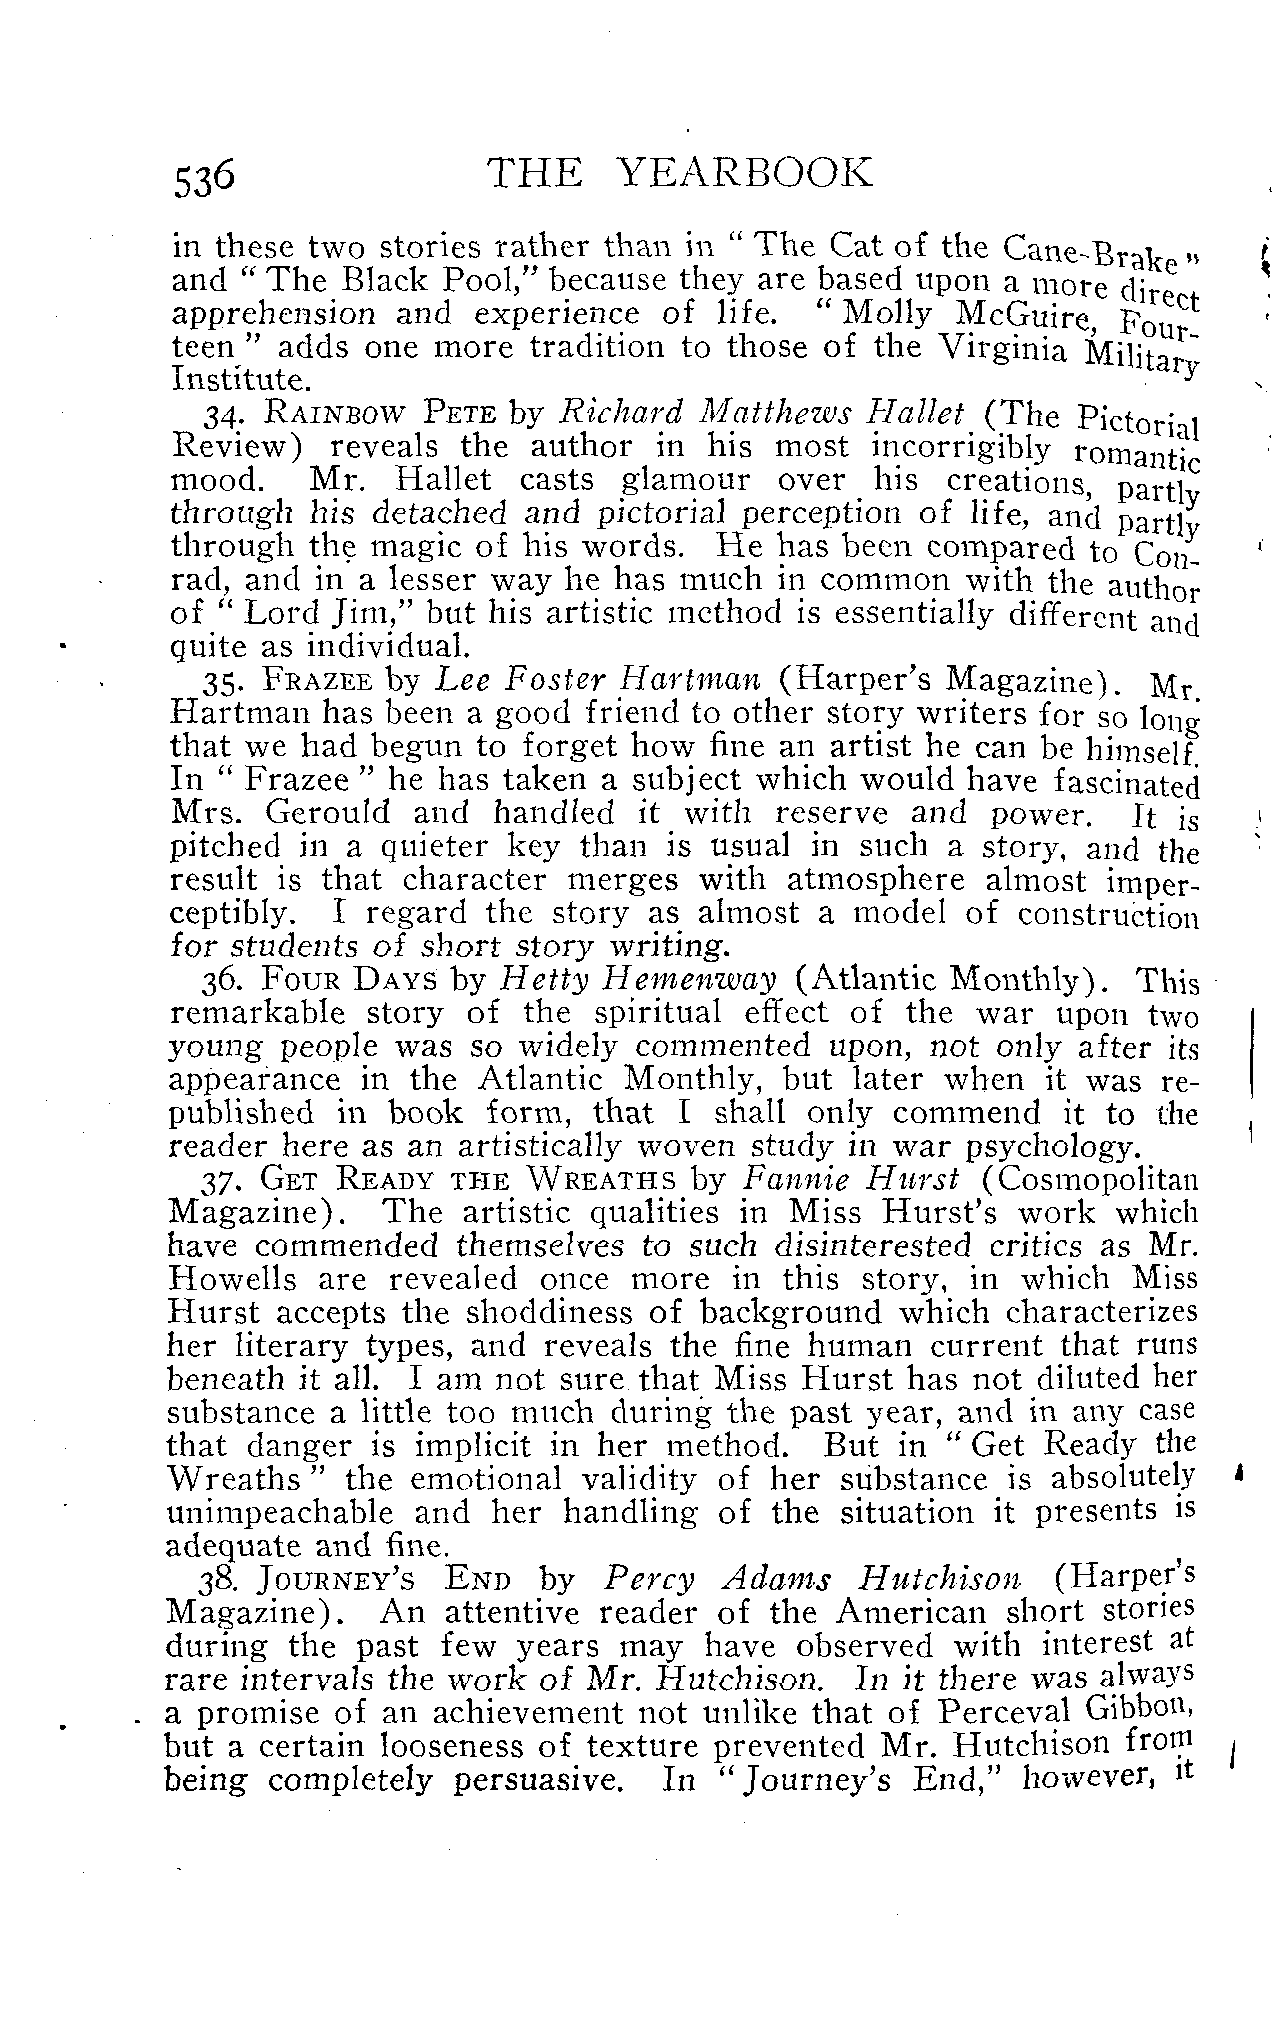 536 THE YEARBOOK
in these two stories rather than in “ The Cat of the Cane-Brake ”
and “ The Black Pool,” because they are based upon a more direct
apprehension and experience of life. “ Molly McGuire, Four-
teen ” adds one more tradition to those of the Virginia Military
Institute.
34. RAINBOW PETE by Richard Matthews Hallet (The Pictorial
Review) reveals the author in his most incorrigibly romantic
mood. Mr. Hallet casts glamour over his creations, partly
through his detached and pictorial perception of life, and partly
through the magic of his words. He has been compared to Con-
rad, and in a lesser way he has much in common with the author
of “ Lord Jim,” but his artistic method is essentially different and
quite as individual.
35. FRAZEE by Lee Foster Hartman (Harper’s Magazine). Mr.
Hartman has been a good friend to other story writers for so long
that we had begun to forget how fine an artist he can be himself.
In “ Frazee ” he has taken a subject which would have fascinated
Mrs. Gerould and handled it with reserve and power. It is
pitched in a quieter key than is usual in such a story, and the
result is that character merges with atmosphere almost imper-
ceptibly. I regard the story as almost a model of construction
for students of short story writing.
36. FOUR DAYS by Hetty Hemenway (Atlantic Monthly). This
remarkable story of the spiritual effect of the war upon two
young people was so widely commented upon, not only after its
appearance in the Atlantic Monthly, but later when it was re-
published in book form, that I shall only commend it to the
reader here as an artistically woven study in war psychology.
37. GET READY THE WREATHS by Fannie Hurst (Cosmopolitan
Magazine). The artistic qualities in Miss Hurst’s work which
have commended themselves to such disinterested critics as Mr.
Howells are revealed once more in this story, in which Miss
Hurst accepts the shoddiness of background which characterizes
her literary types, and reveals the fine human current that runs
beneath it all. I am not sure that Miss Hurst has not diluted her
substance a little too much during the past year, and in any case
that danger is implicit in her method. But in “ Get Ready the
Wreaths ” the emotional validity of her substance is absolutely
unimpeachable and her handling of the situation it presents is
adequate and fine.
38. JOURNEY’S END by Percy Adams Hutchison (Harper’s
Magazine). An attentive reader of the American short stories
during the past few years may have observed with interest at
rare intervals the work of Mr. Hutchison. In it there was always
a promise of an achievement not unlike that of Perceval Gibbon,
but a certain looseness of texture prevented Mr. Hutchison from
being completely persuasive. In “ Journey’s End,” however, it